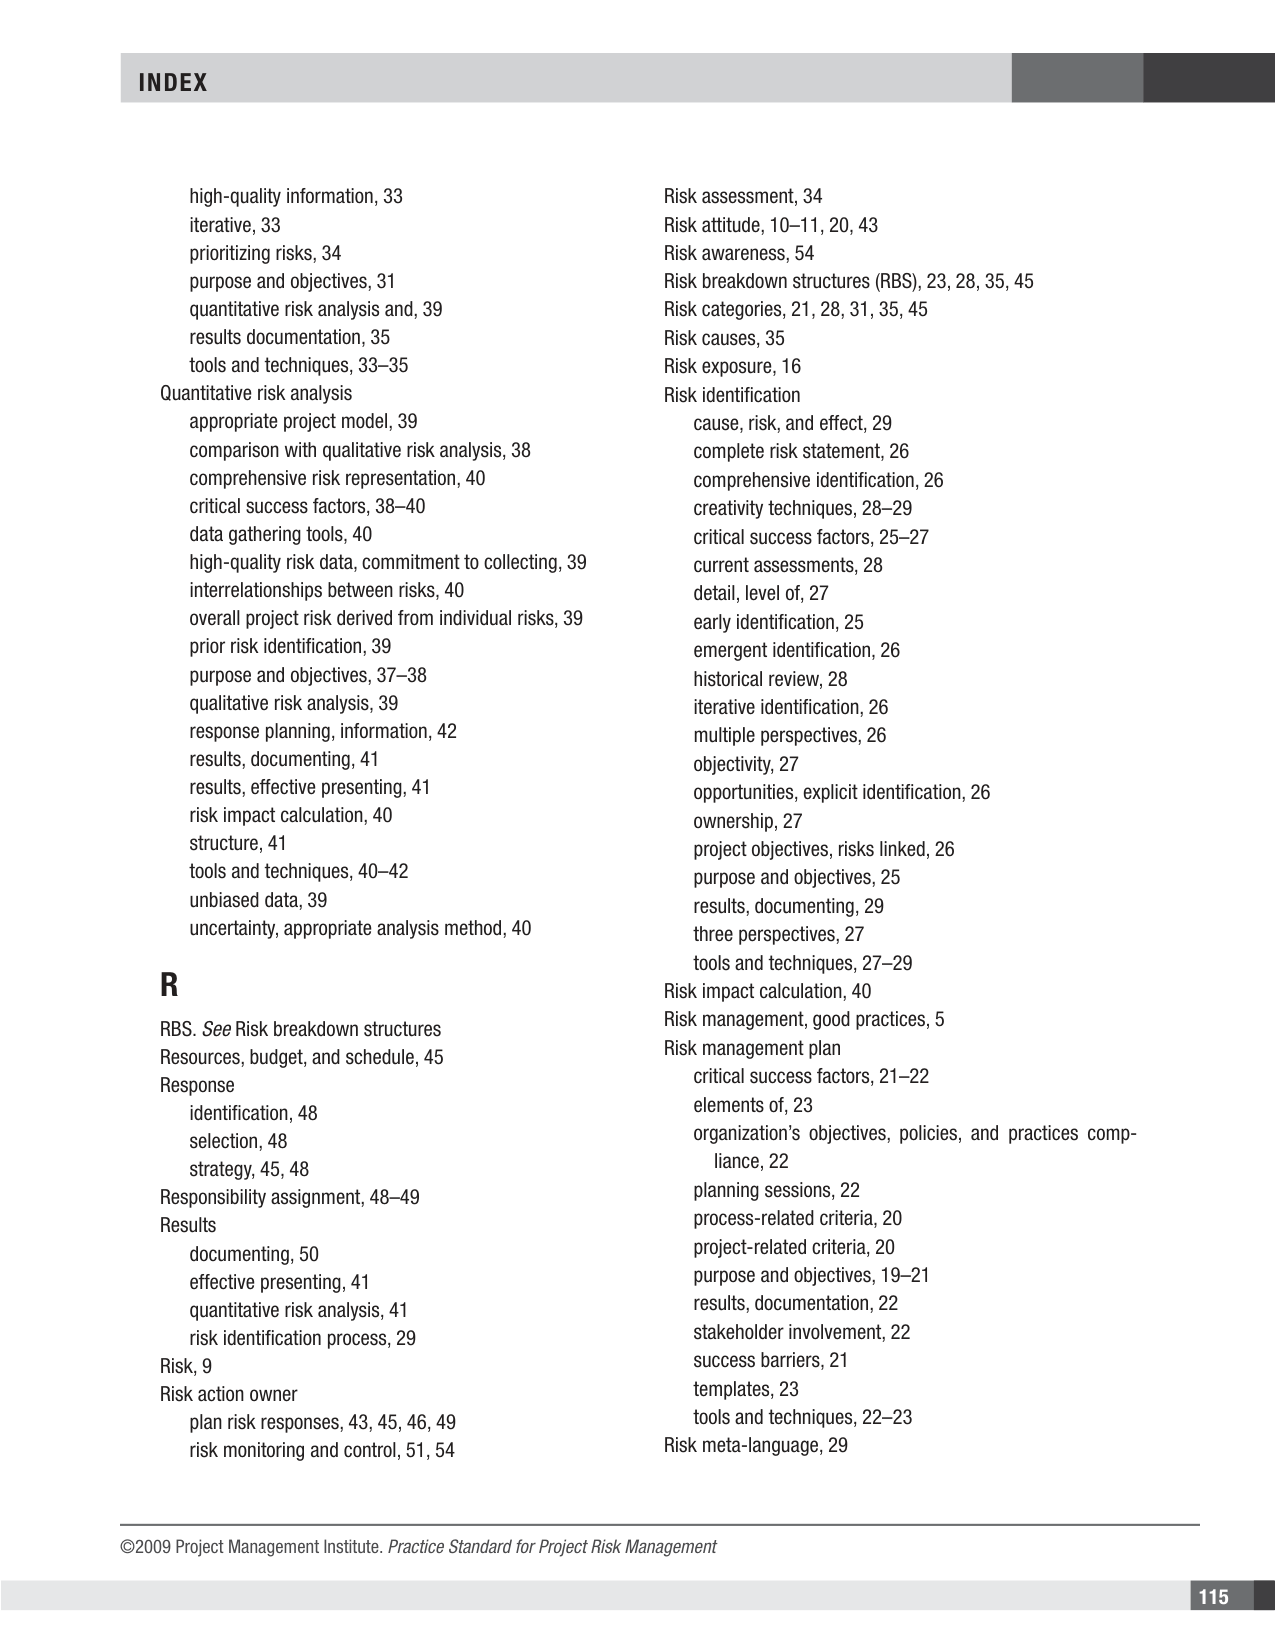 INDEX
high-quality information, 33
iterative, 33
prioritizing risks, 34
purpose and objectives, 31
quantitative risk analysis and, 39
results documentation, 35
tools and techniques, 33–35
Quantitative risk analysis
appropriate project model, 39
comparison with qualitative risk analysis, 38
comprehensive risk representation, 40
critical success factors, 38–40
data gathering tools, 40
high-quality risk data, commitment to collecting, 39
interrelationships between risks, 40
overall project risk derived from individual risks, 39
prior risk identification, 39
purpose and objectives, 37–38
qualitative risk analysis, 39
response planning, information, 42
results, documenting, 41
results, effective presenting, 41
risk impact calculation, 40
structure, 41
tools and techniques, 40–42
unbiased data, 39
uncertainty, appropriate analysis method, 40
R
RBS. See Risk breakdown structures
Resources, budget, and schedule, 45
Response
identification, 48
selection, 48
strategy, 45, 48
Responsibility assignment, 48–49
Results
documenting, 50
effective presenting, 41
quantitative risk analysis, 41
risk identification process, 29
Risk, 9
Risk action owner
plan risk responses, 43, 45, 46, 49
risk monitoring and control, 51, 54
Risk assessment, 34
Risk attitude, 10–11, 20, 43
Risk awareness, 54
Risk breakdown structures (RBS), 23, 28, 35, 45
Risk categories, 21, 28, 31, 35, 45
Risk causes, 35
Risk exposure, 16
Risk identification
cause, risk, and effect, 29
complete risk statement, 26
comprehensive identification, 26
creativity techniques, 28–29
critical success factors, 25–27
current assessments, 28
detail, level of, 27
early identification, 25
emergent identification, 26
historical review, 28
iterative identification, 26
multiple perspectives, 26
objectivity, 27
opportunities, explicit identification, 26
ownership, 27
project objectives, risks linked, 26
purpose and objectives, 25
results, documenting, 29
three perspectives, 27
tools and techniques, 27–29
Risk impact calculation, 40
Risk management, good practices, 5
Risk management plan
critical success factors, 21–22
elements of, 23
organization’s objectives, policies, and practices comp-
liance, 22
planning sessions, 22
process-related criteria, 20
project-related criteria, 20
purpose and objectives, 19–21
results, documentation, 22
stakeholder involvement, 22
success barriers, 21
templates, 23
tools and techniques, 22–23
Risk meta-language, 29
©2009 Project Management Institute. Practice Standard for Project Risk Management
115